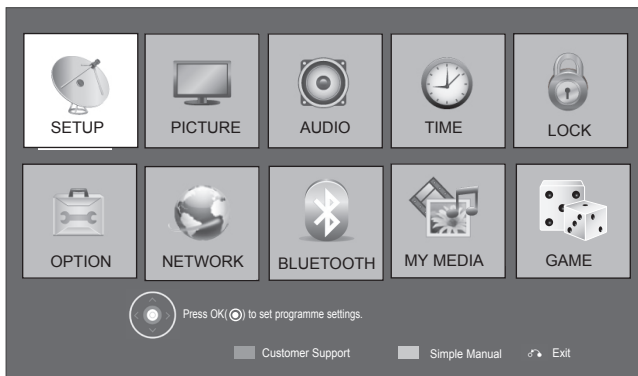 SETUP PICTURE AUDIO TIME LOCK
OPTION NETWORK BLUETOOTH MY MEDIA GAME
Press OK(◉) to set programme settings.
Customer Support Simple Manual Exit